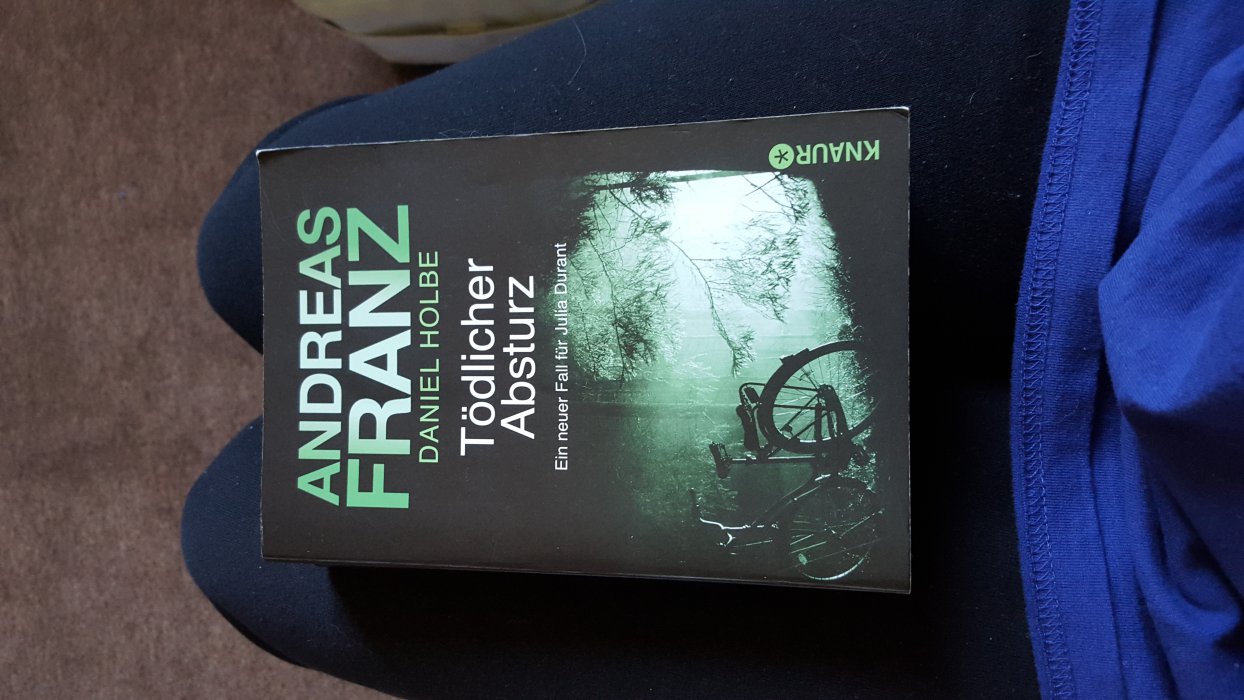 ANDREAS
FRANZ
DANIEL HOLBE
Tödlicher
Absturz
Ein neuer Fall für Julia Durant
KNAUR